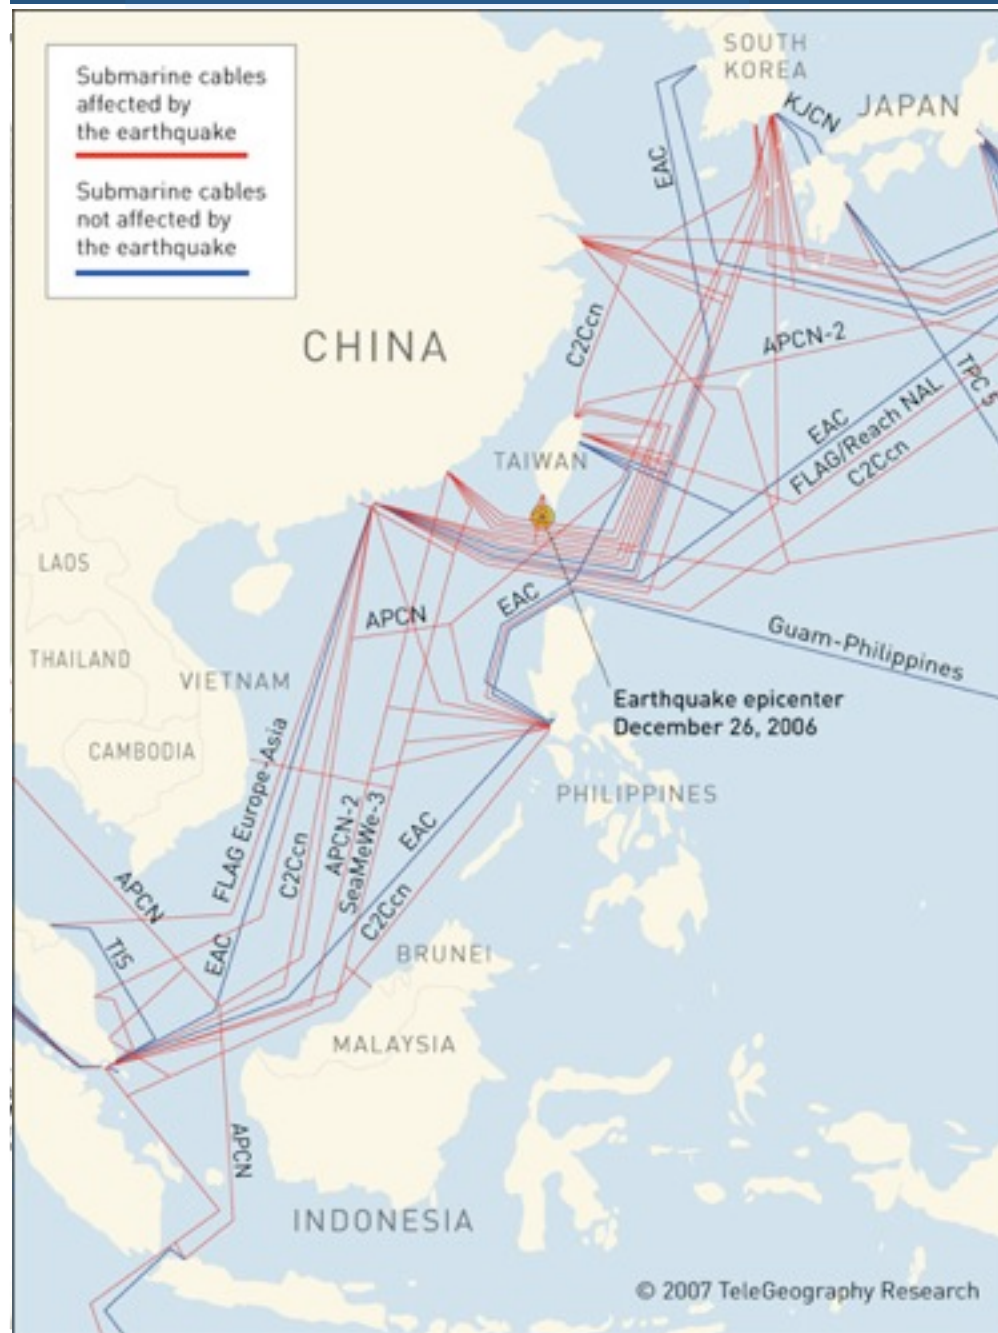 Submarine cables
affected by
the earthquake
Submarine cables
not affected by
the earthquake
SOUTH
KOREA
JAPAN
KJCN
EAC
CHINA
C2Ccn
APCN-2
TPC 5
EAC
FLAG/Reach NAL
C2Ccn
TAIWAN
LAOS
APCN
EAC
Guam-Philippines
THAILAND
VIETNAM
Earthquake epicenter
December 26, 2006
CAMBODIA
PHILIPPINES
FLAG Europe-Asia
C2Ccn
APCN-2
SeaMeWe-3
EAC
C2Ccn
APCN
TIS
EAC
BRUNEI
MALAYSIA
APCN
INDONESIA
© 2007 TeleGeography Research